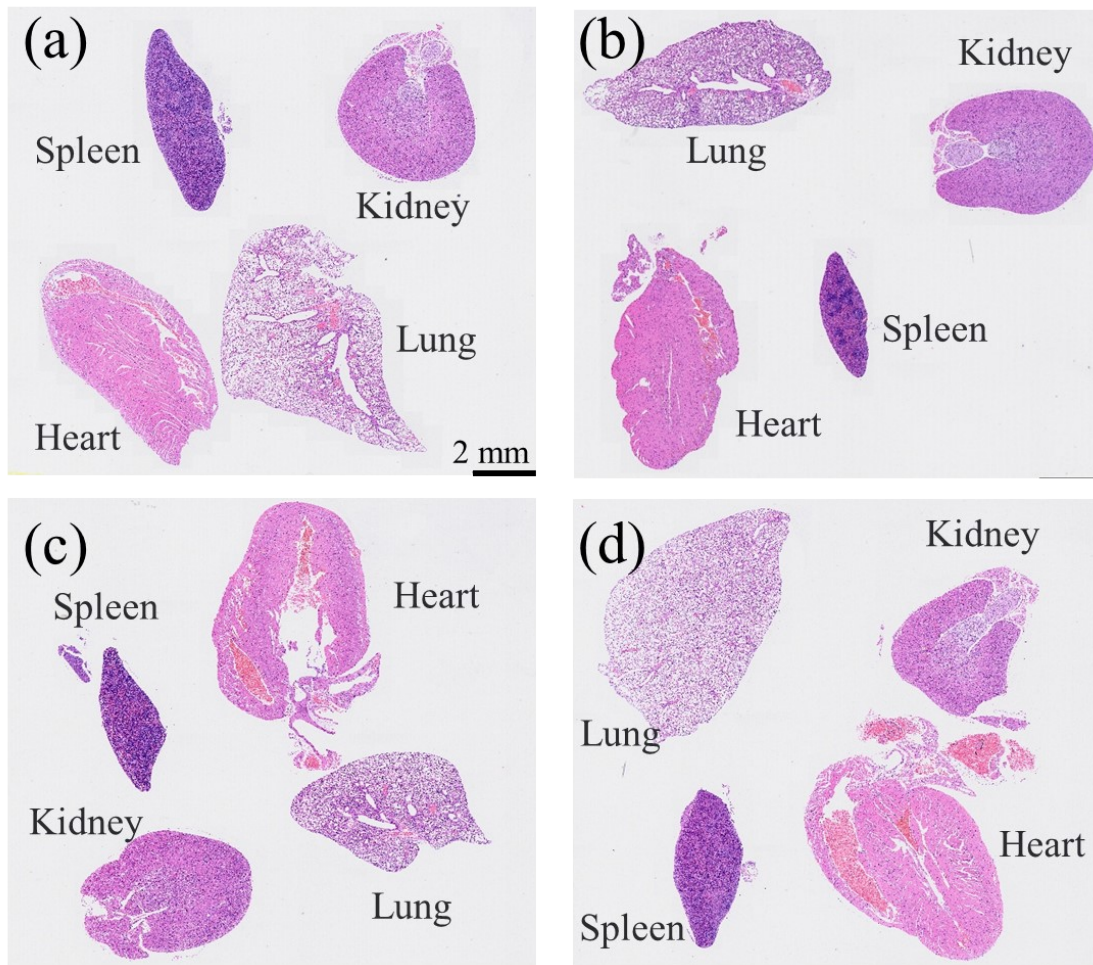 (a)
Spleen
Kidney
Heart
Lung
2 mm
(b)
Lung
Kidney
Heart
Spleen
(c)
Spleen
Heart
Kidney
Lung
(d)
Kidney
Lung
Spleen
Heart